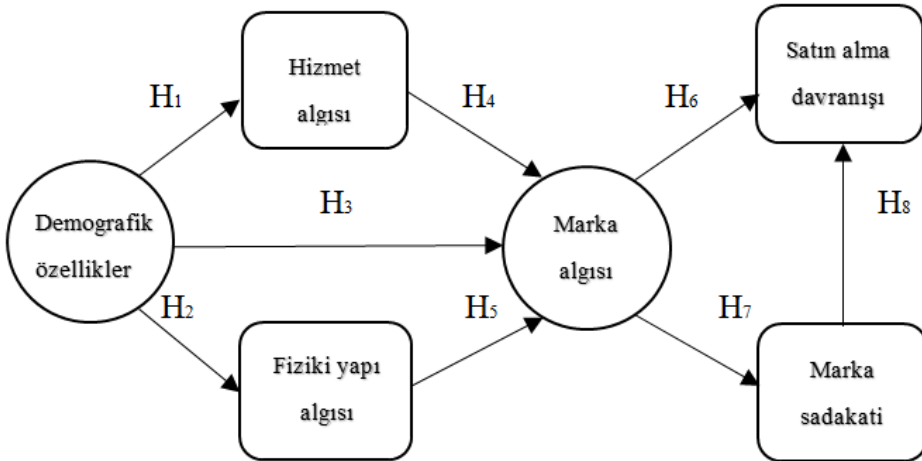 Hizmet
algısı
Satın alma
davranışı
H1
H4
H6
H3
H8
Demografik
özellikler
Marka
algısı
H2
H5
H7
Fiziki yapı
algısı
Marka
sadakati